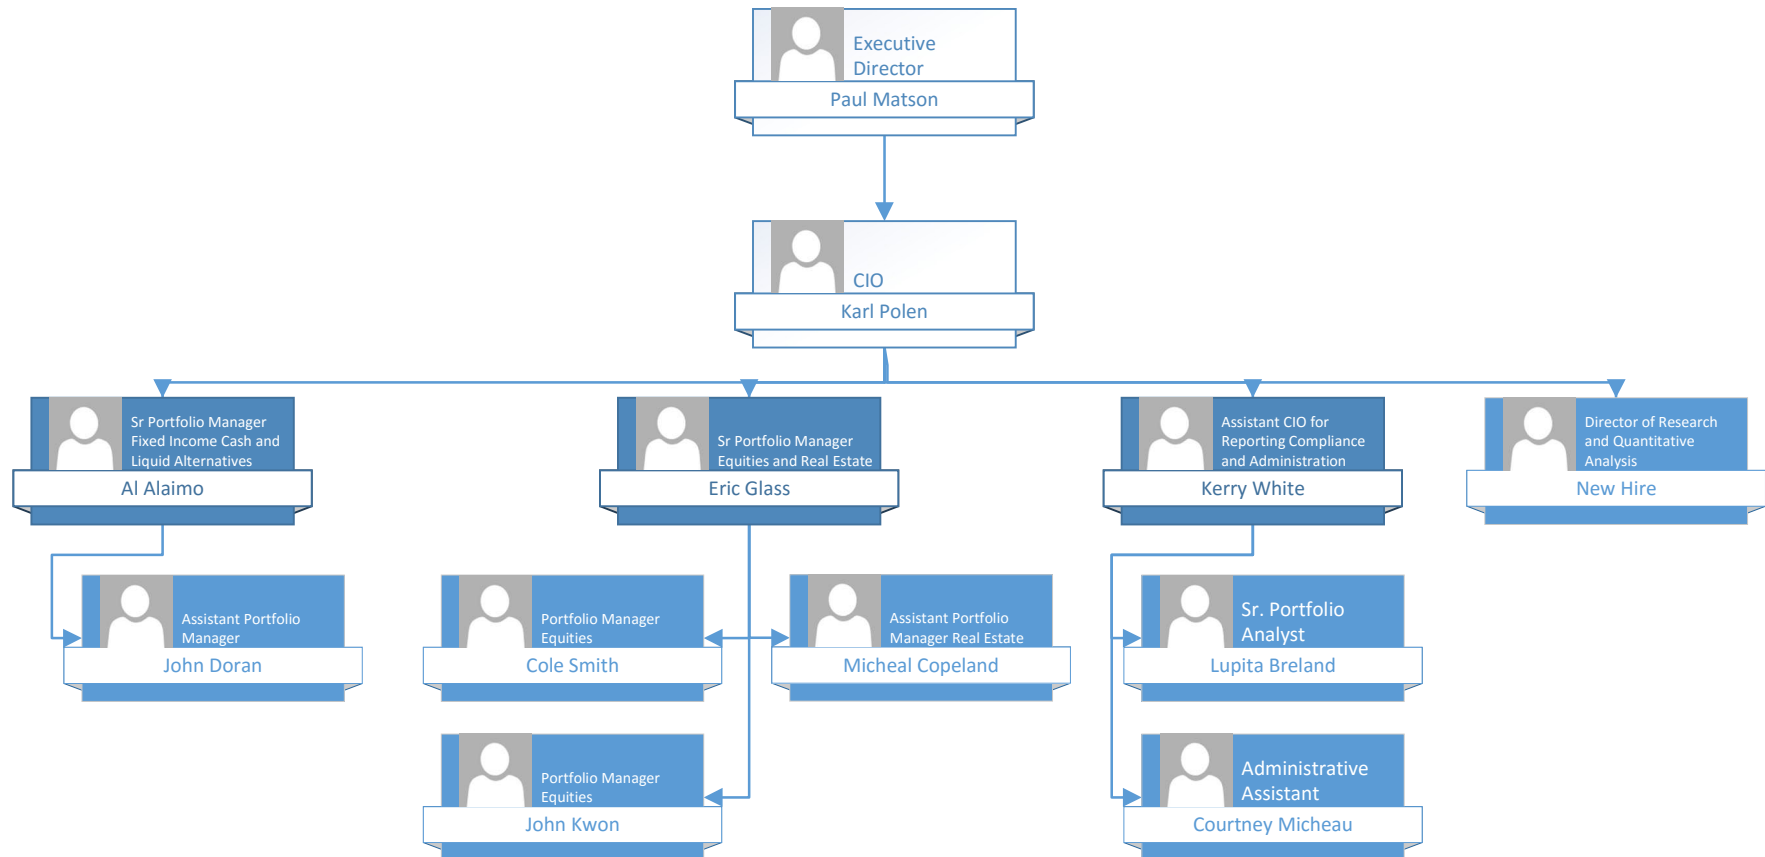 Executive
Director
Paul Matson
CIO
Karl Polen
Sr Portfolio Manager
Fixed Income Cash and
Liquid Alternatives
Al Alaimo
Sr Portfolio Manager
Equities and Real Estate
Eric Glass
Assistant CIO for
Reporting Compliance
and Administration
Kerry White
Director of Research
and Quantitative
Analysis
New Hire
Assistant Portfolio
Manager
John Doran
Portfolio Manager
Equities
Cole Smith
Assistant Portfolio
Manager Real Estate
Micheal Copeland
Sr. Portfolio
Analyst
Lupita Breland
Portfolio Manager
Equities
John Kwon
Administrative
Assistant
Courtney Micheau